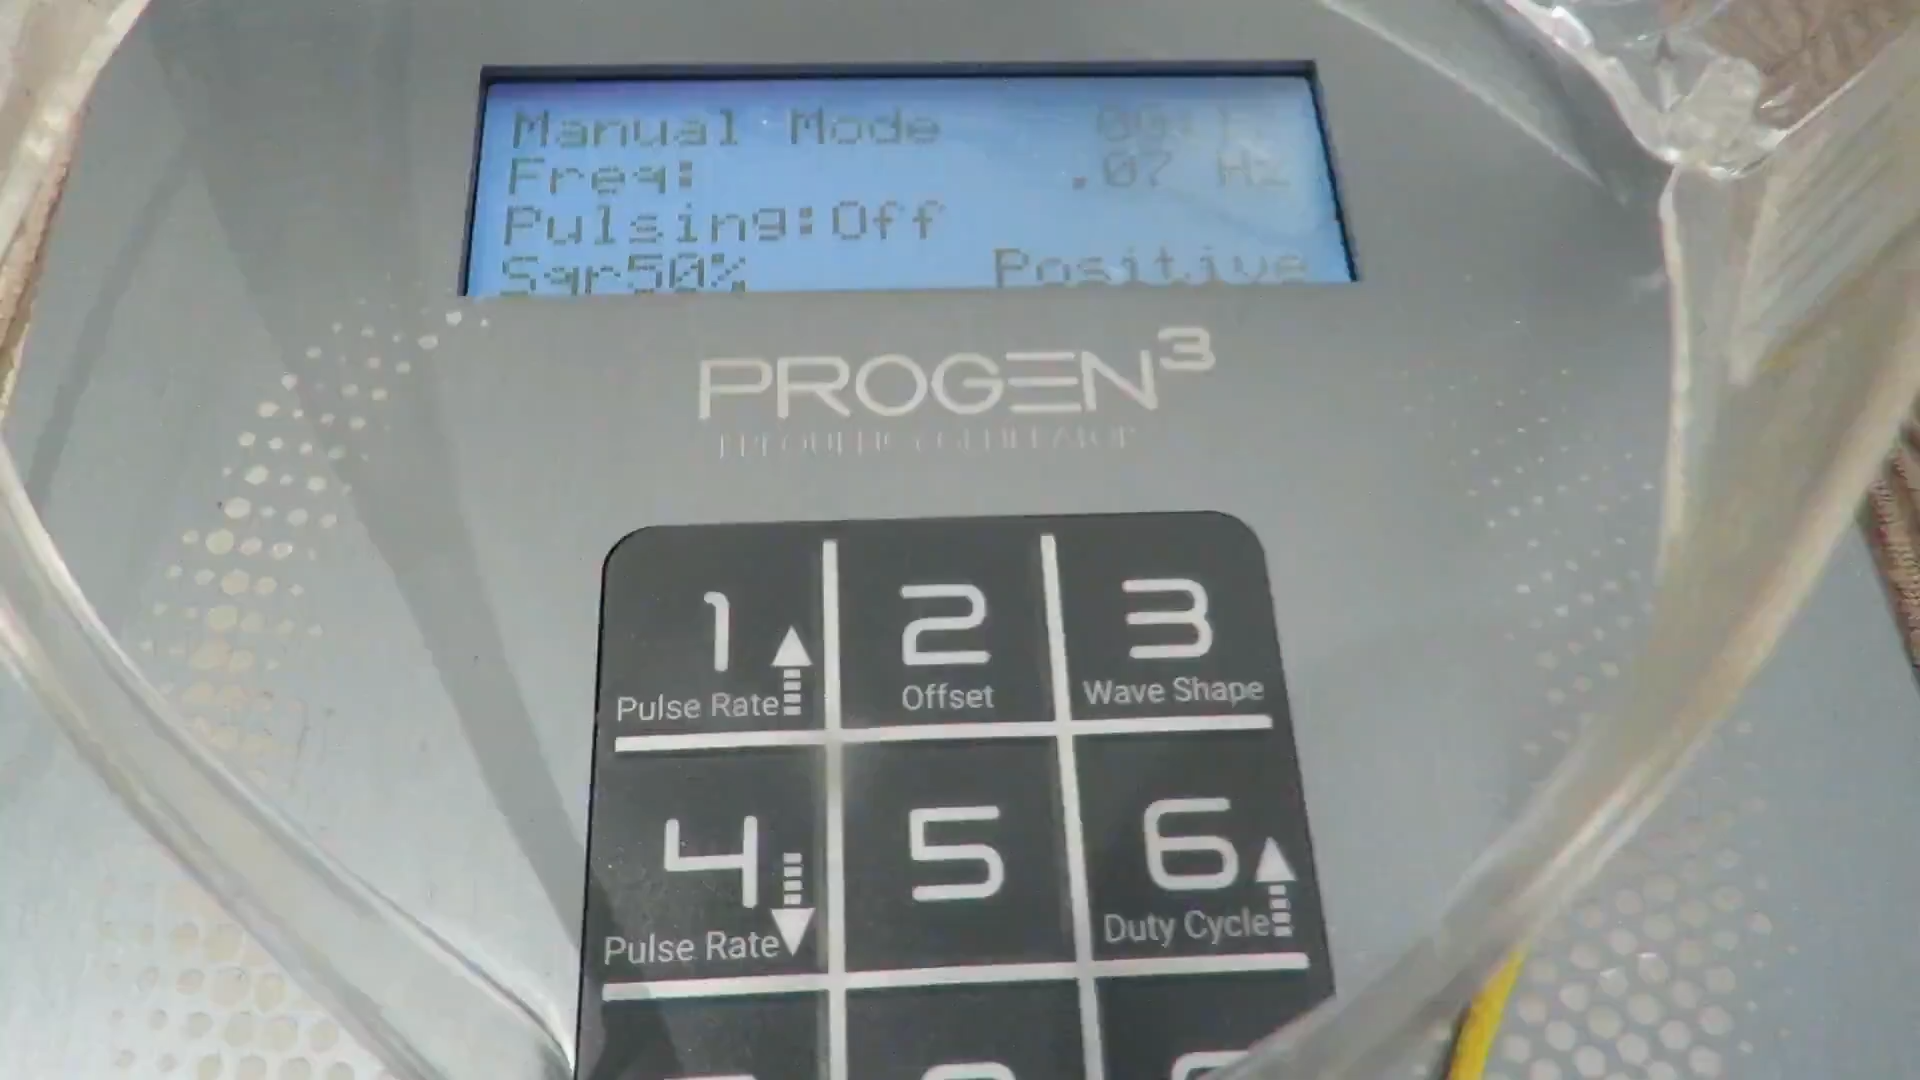 Manual Mode
Freq: .07 Hz
Pulsing:Off
Sqr50% Positive
PROGEN³
1 2 3
Pulse Rate Offset Wave Shape
4 5 6
Pulse Rate Duty Cycle